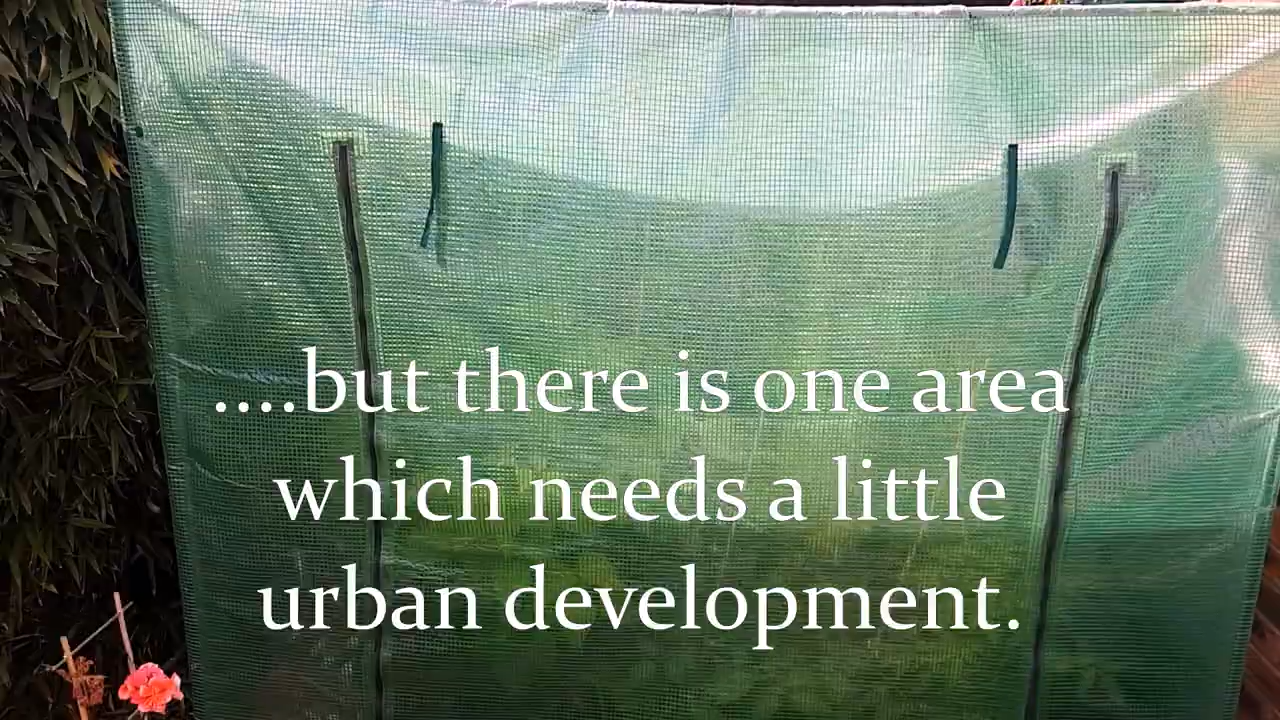 ....but there is one area
which needs a little
urban development.